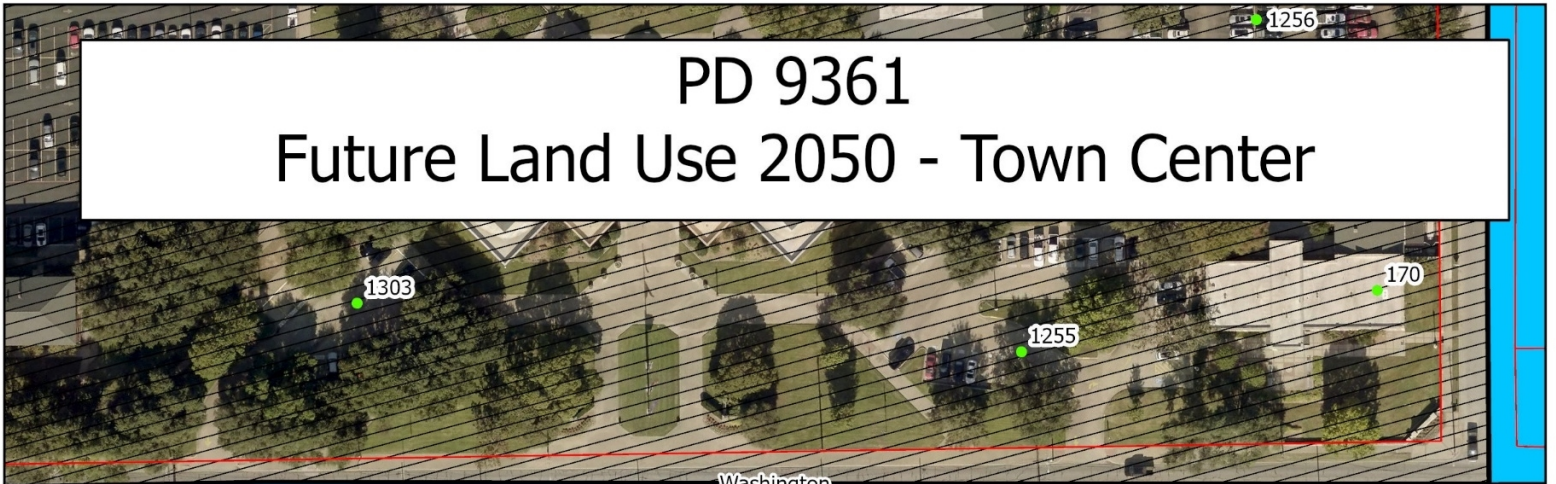 1256
PD 9361
Future Land Use 2050 - Town Center
1303
170
1255
Washington